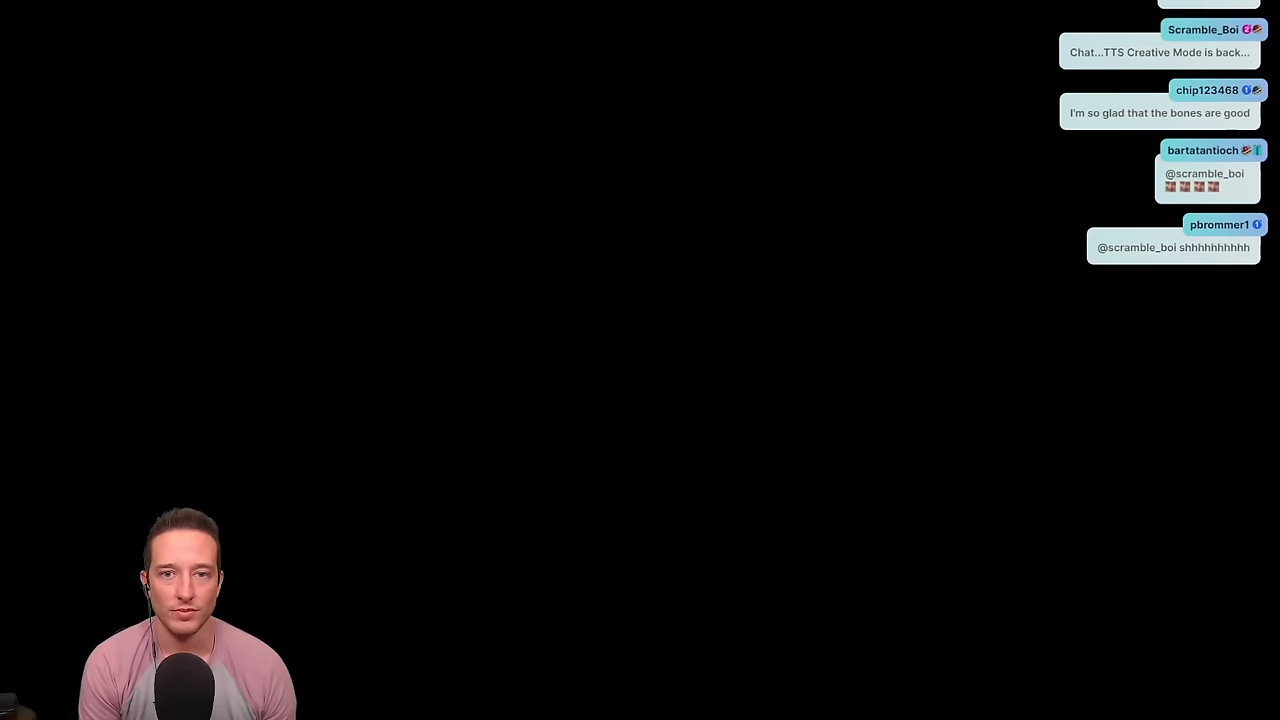 Scramble_Boi
Chat...TTS Creative Mode is back...
chip123468
I'm so glad that the bones are good
bartatantioch
@scramble_boi
pbrommer1
@scramble_boi shhhhhhhhhh